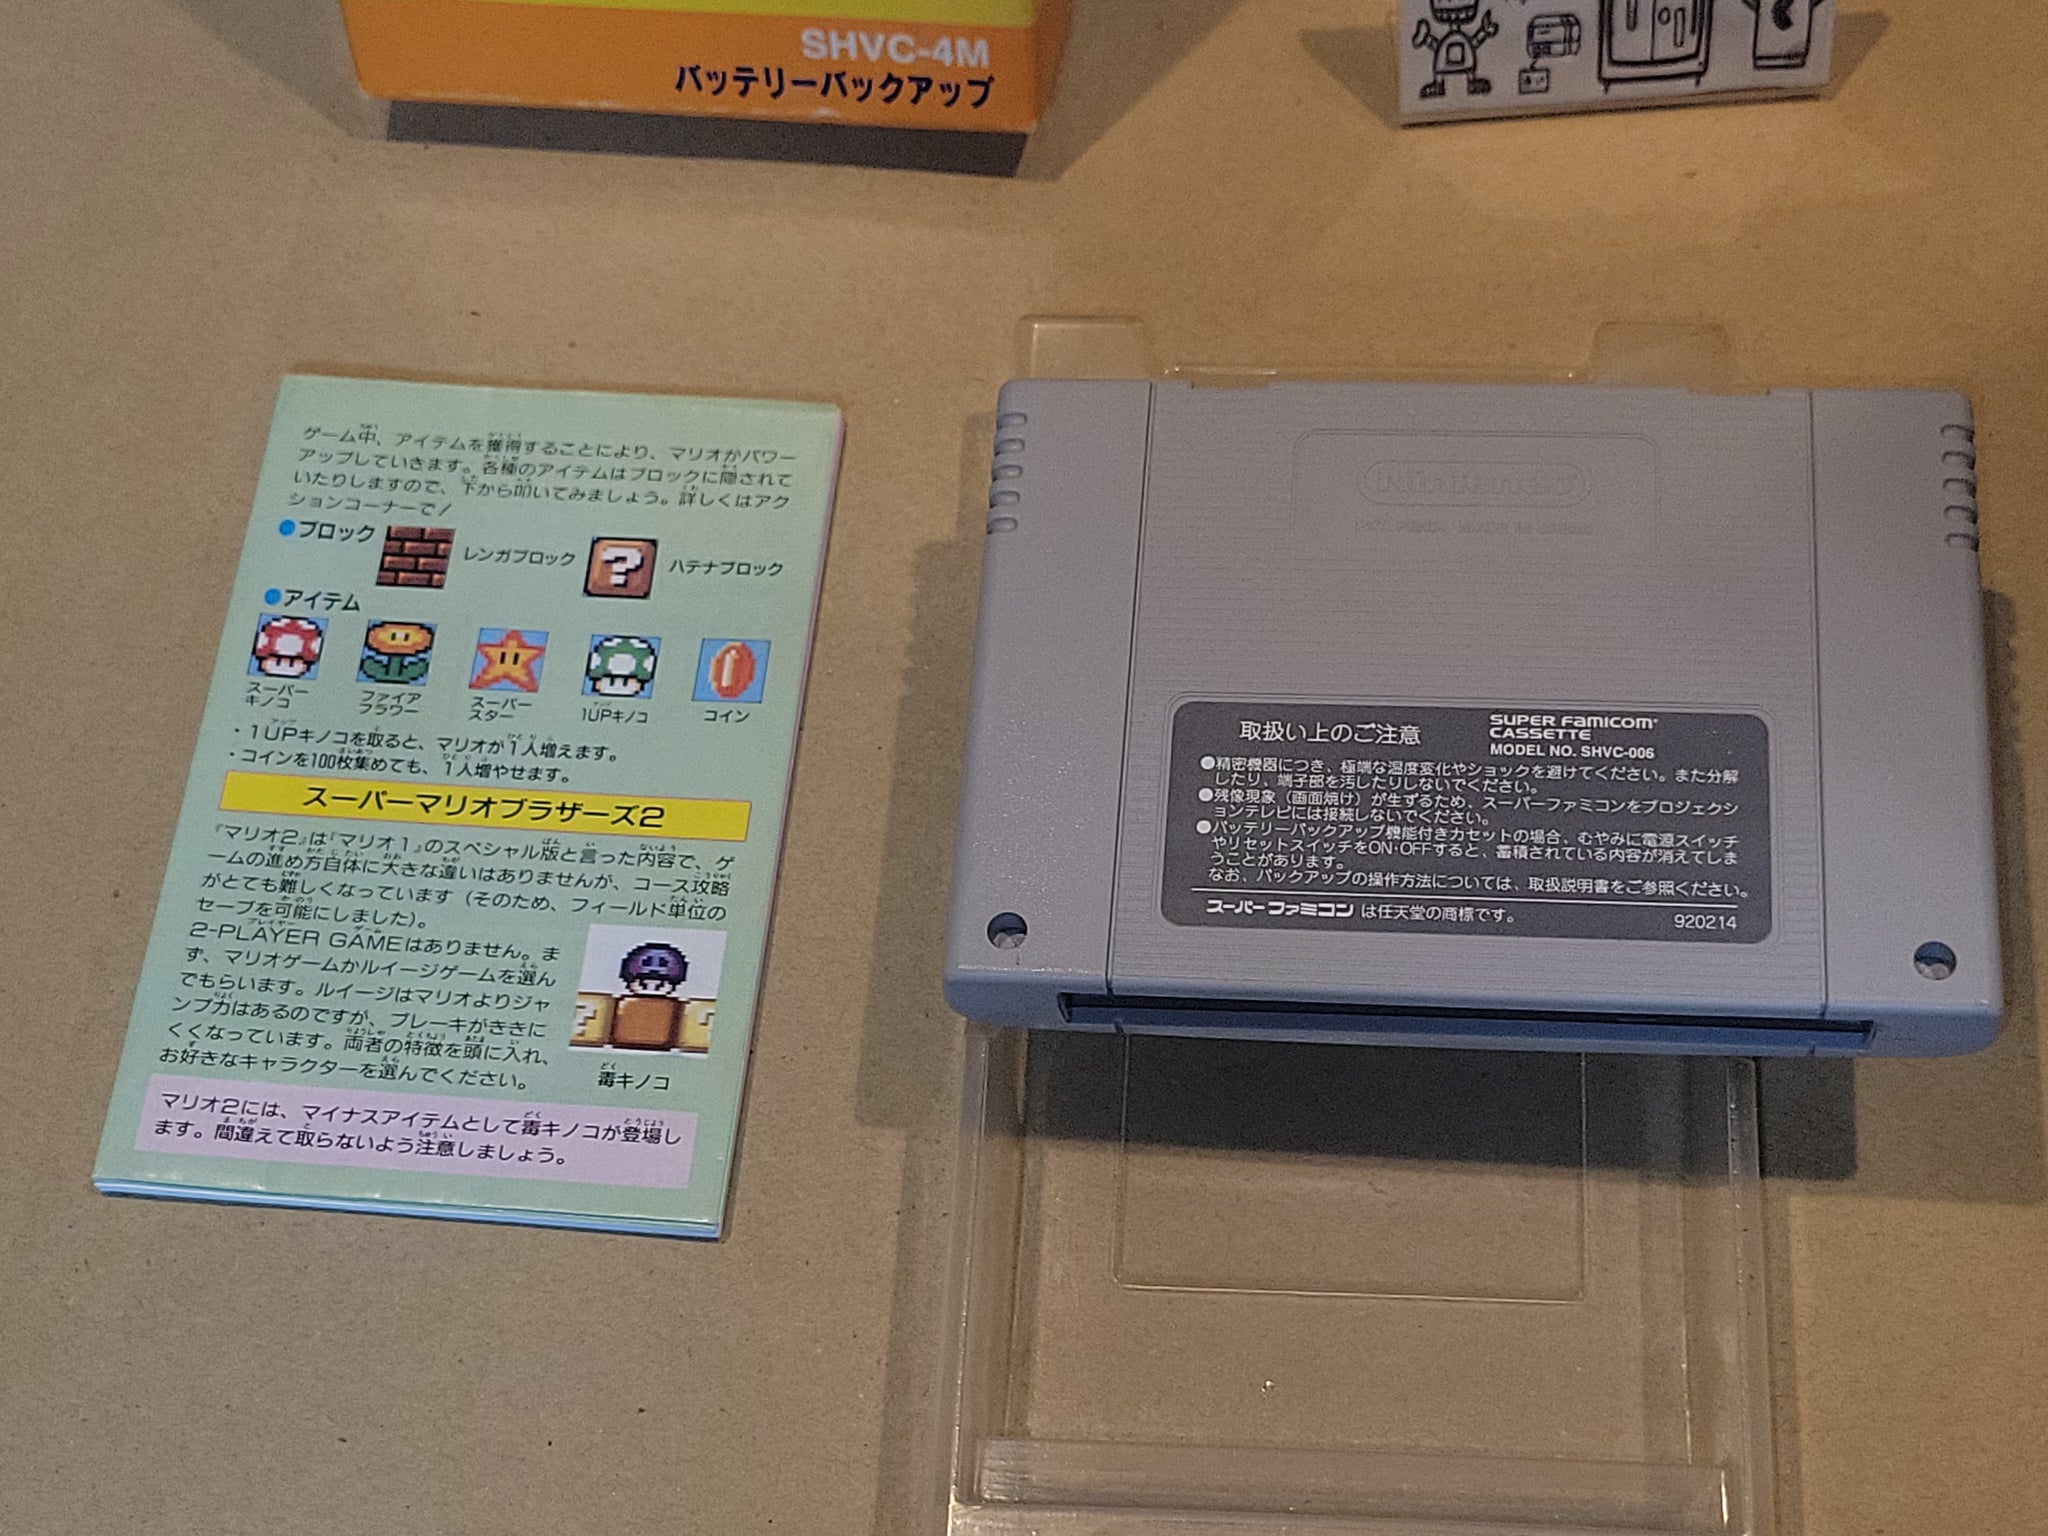 SHVC-4M
バッテリーバックアップ
ゲーム中、アイテムを獲得することにより、マリオがパワー
アップしていきます。各種のアイテムはブロックに隠されて
いたりしますので、下から叩いてみましょう。詳しくはアク
ションコーナーで!
●ブロック
レンガブロック
ハテナブロック
●アイテム
スーパー
キノコ
ファイア
フラワー
スーパー
スター
1UPキノコ
コイン
・1UPキノコを取ると、マリオが1人増えます。
・コインを100枚集めても、1人増やせます。
スーパーマリオブラザーズ2
『マリオ2』は『マリオ1』のスペシャル版と言った内容で、ゲ
ームの進め方自体に大きな違いはありませんが、コース攻略
がとても難しくなっています(そのため、フィールド単位の
セーブを可能にしました)。
2-PLAYER GAMEはありません。ま
ず、マリオゲームかルイージゲームを選ん
でもらいます。ルイージはマリオよりジャ
ンプ力はあるのですが、ブレーキがききに
くくなっています。両者の特徴を頭に入れ、
お好きなキャラクターを選んでください。
毒キノコ
マリオ2には、マイナスアイテムとして毒キノコが登場し
ます。間違えて取らないよう注意しましょう。
Nintendo
PAT. PEND. MADE IN JAPAN
取扱い上のご注意
SUPER FAMICOM
CASSETTE
MODEL NO. SHVC-006
●精密機器につき、極端な温度変化やショックを避けてください。また分解
したり、端子部を汚したりしないでください。
●残像現象(画面焼け)が生ずるため、スーパーファミコンをプロジェクシ
ョンテレビには接続しないでください。
●バッテリーバックアップ機能付きカセットの場合、むやみに電源スイッチ
やリセットスイッチをON・OFFすると、蓄積されている内容が消えてしま
うことがあります。
なお、バックアップの操作方法については、取扱説明書をご参照ください。
スーパーファミコン は任天堂の商標です。
920214